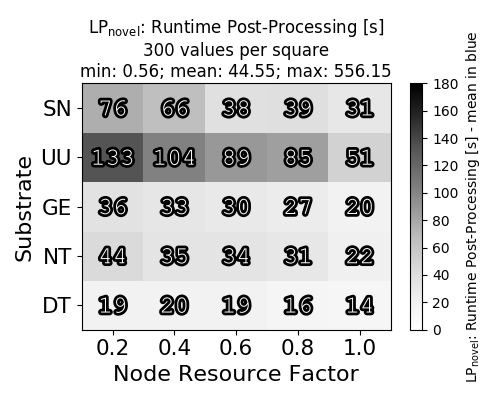 LP_novel: Runtime Post-Processing [s]
300 values per square
min: 0.56; mean: 44.55; max: 556.15
SN 76 66 38 39 31
UU 133 104 89 85 51
GE 36 33 30 27 20
NT 44 35 34 31 22
DT 19 20 19 16 14
0.2 0.4 0.6 0.8 1.0
Node Resource Factor
Substrate
180
160
140
120
100
80
60
40
20
0
LP_novel: Runtime Post-Processing [s] - mean in blue